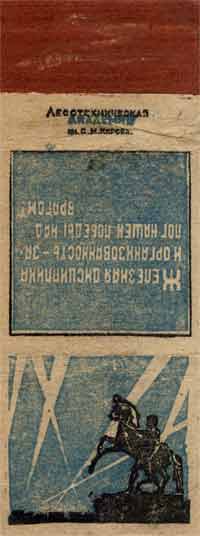 ЛЕСОТЕХНИЧЕСКАЯ
АКАДЕМИЯ
ИМ. С.М.КИРОВА.
ЖЕЛЕЗНАЯ ДИСЦИПЛИНА
И ОРГАНИЗОВАННОСТЬ – ЗА-
ЛОГ НАШЕЙ ПОБЕДЫ НАД
ВРАГОМ